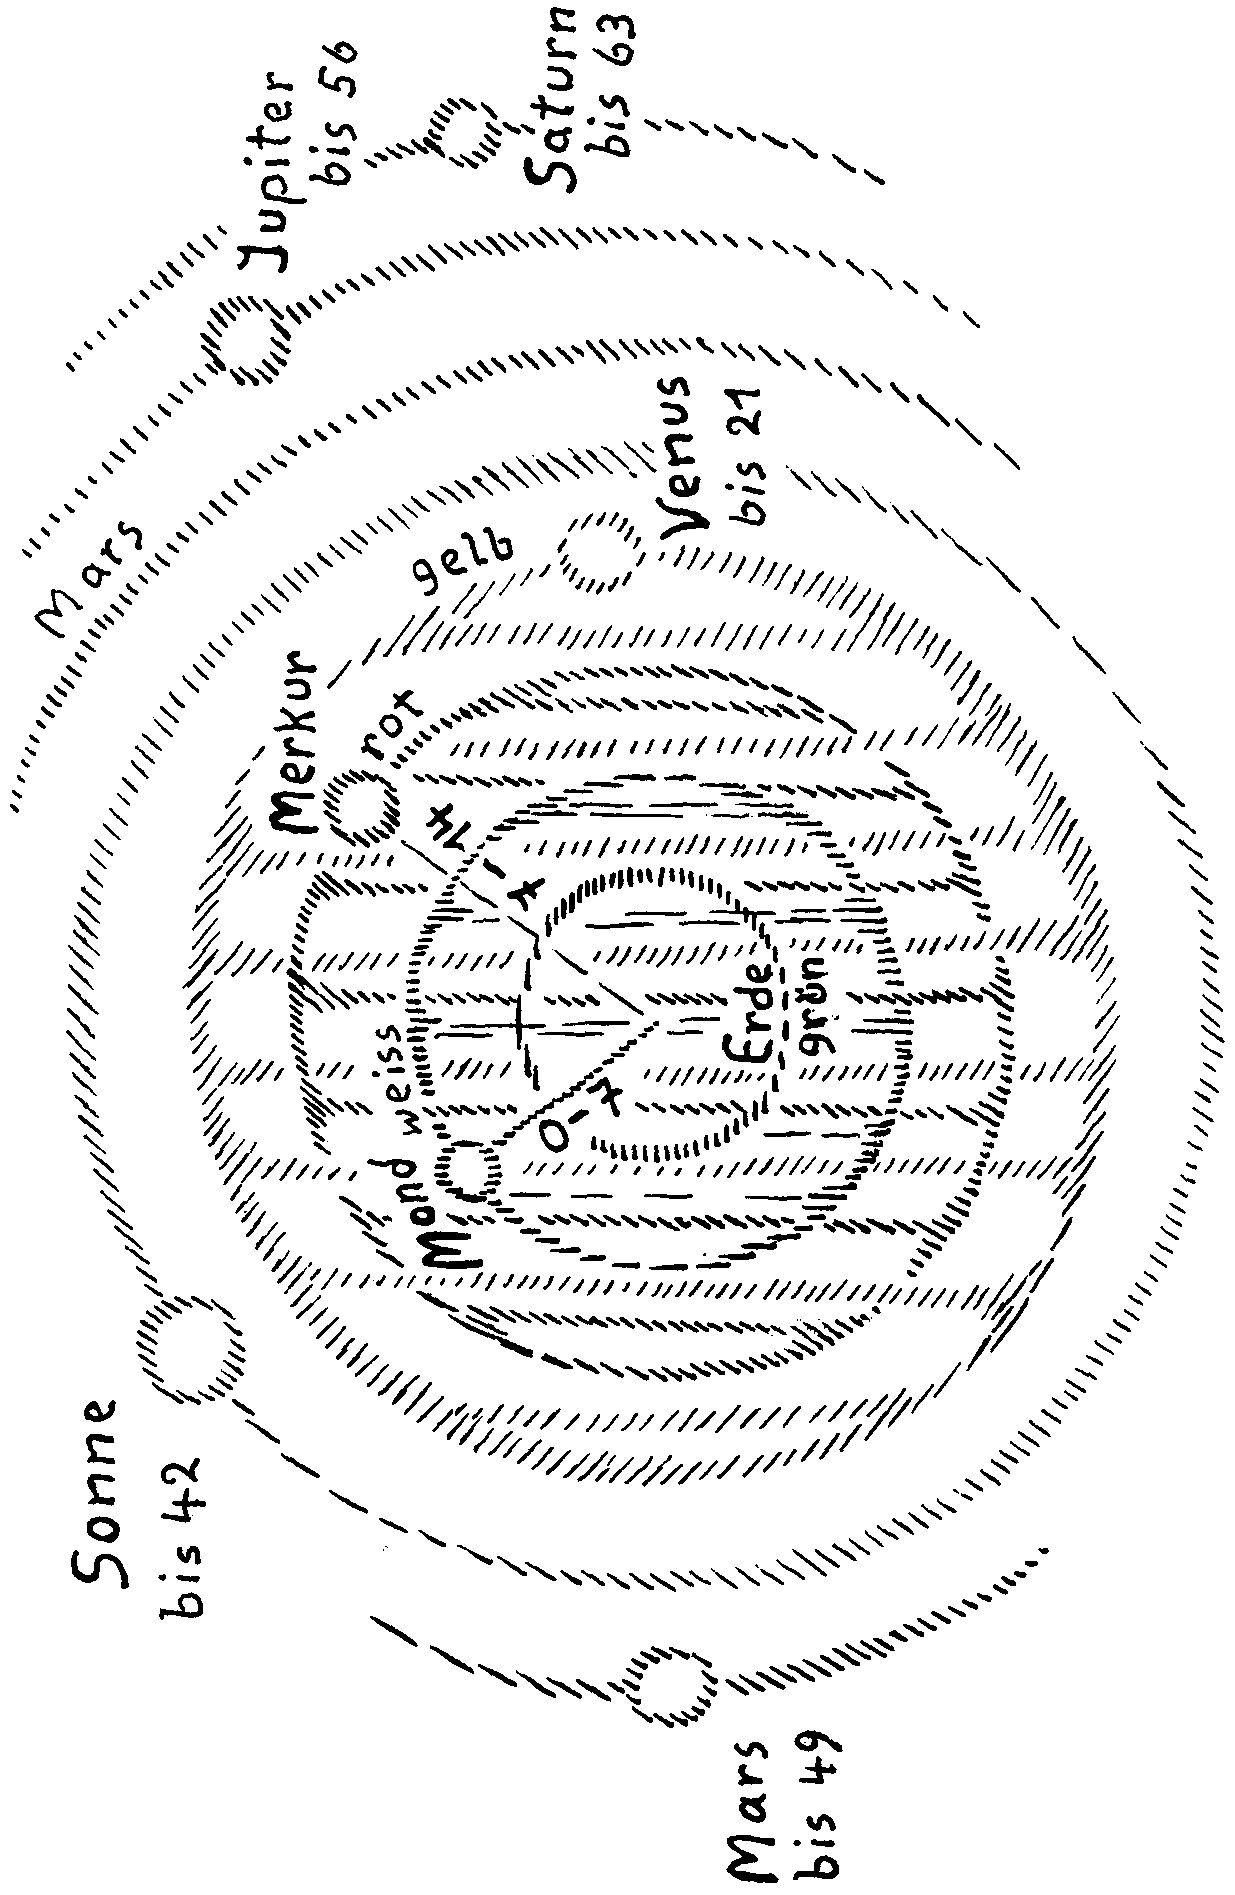 Sonne
bis 42
Mars
Jupiter
bis 56
Saturn
bis 63
Merkur
rot
gelb
Venus
bis 21
Mond
weiss
0-7
7-14
Erde
grün
Mars
bis 49